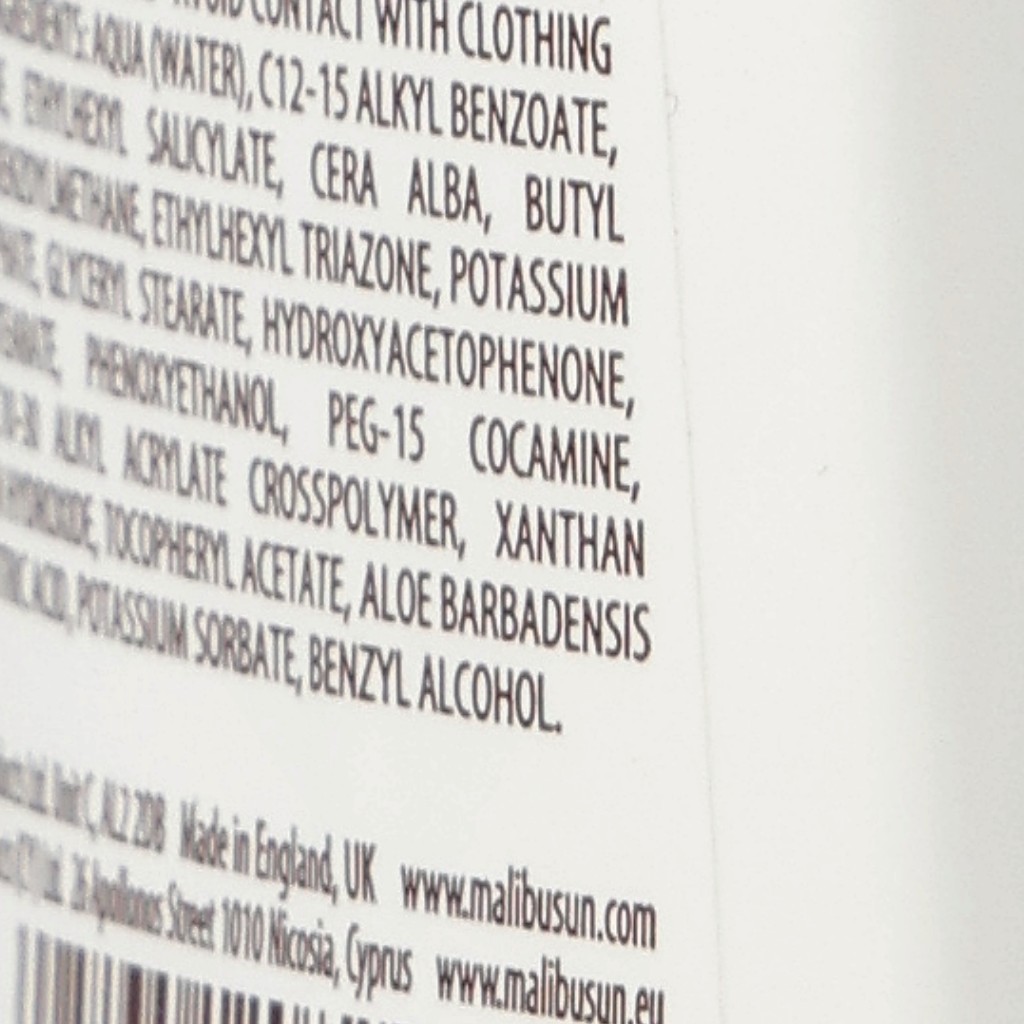 CONTACT WITH CLOTHING
AQUA (WATER), C12-15 ALKYL BENZOATE,
ETHYLHEXYL SALICYLATE, CERA ALBA, BUTYL
ETHYLHEXYL TRIAZONE, POTASSIUM
GLYCERYL STEARATE, HYDROXYACETOPHENONE,
PHENOXYETHANOL, PEG-15 COCAMINE,
ALKYL ACRYLATE CROSSPOLYMER, XANTHAN
TOCOPHERYL ACETATE, ALOE BARBADENSIS
POTASSIUM SORBATE, BENZYL ALCOHOL.
Made in England, UK www.malibusun.com
Street 1010 Nicosia, Cyprus www.malibusun.eu